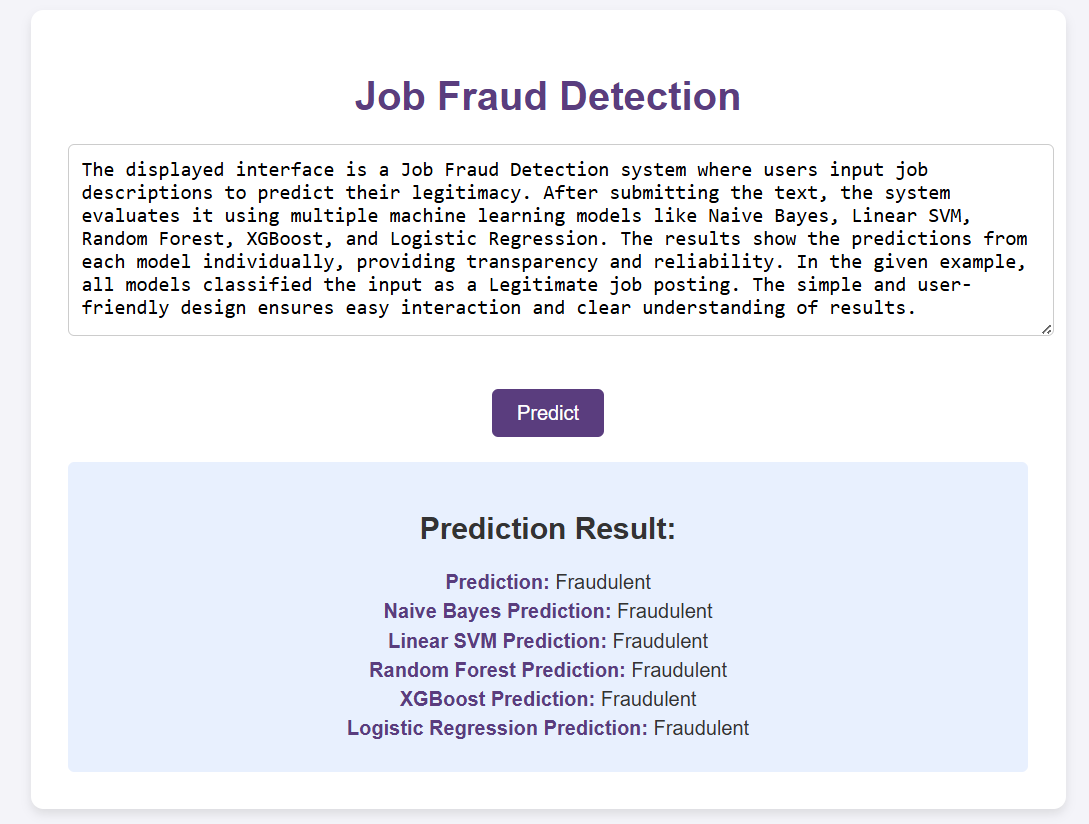 Job Fraud Detection
The displayed interface is a Job Fraud Detection system where users input job
descriptions to predict their legitimacy. After submitting the text, the system
evaluates it using multiple machine learning models like Naive Bayes, Linear SVM,
Random Forest, XGBoost, and Logistic Regression. The results show the predictions from
each model individually, providing transparency and reliability. In the given example,
all models classified the input as a Legitimate job posting. The simple and user-
friendly design ensures easy interaction and clear understanding of results.
Predict
Prediction Result:
Prediction: Fraudulent
Naive Bayes Prediction: Fraudulent
Linear SVM Prediction: Fraudulent
Random Forest Prediction: Fraudulent
XGBoost Prediction: Fraudulent
Logistic Regression Prediction: Fraudulent